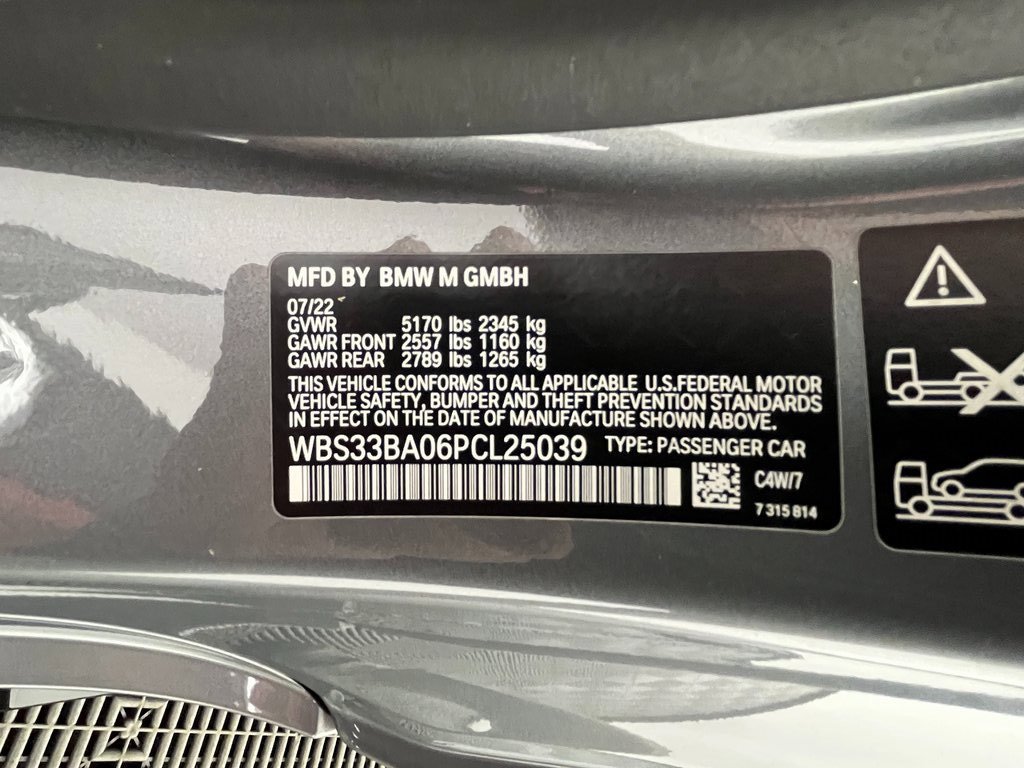 MFD BY BMW M GMBH
07/22
GVWR 5170 lbs 2345 kg
GAWR FRONT 2557 lbs 1160 kg
GAWR REAR 2789 lbs 1265 kg
THIS VEHICLE CONFORMS TO ALL APPLICABLE U.S.FEDERAL MOTOR
VEHICLE SAFETY, BUMPER AND THEFT PREVENTION STANDARDS
IN EFFECT ON THE DATE OF MANUFACTURE SHOWN ABOVE.
WBS33BA06PCL25039 TYPE: PASSENGER CAR
C4W/7
7 315 814